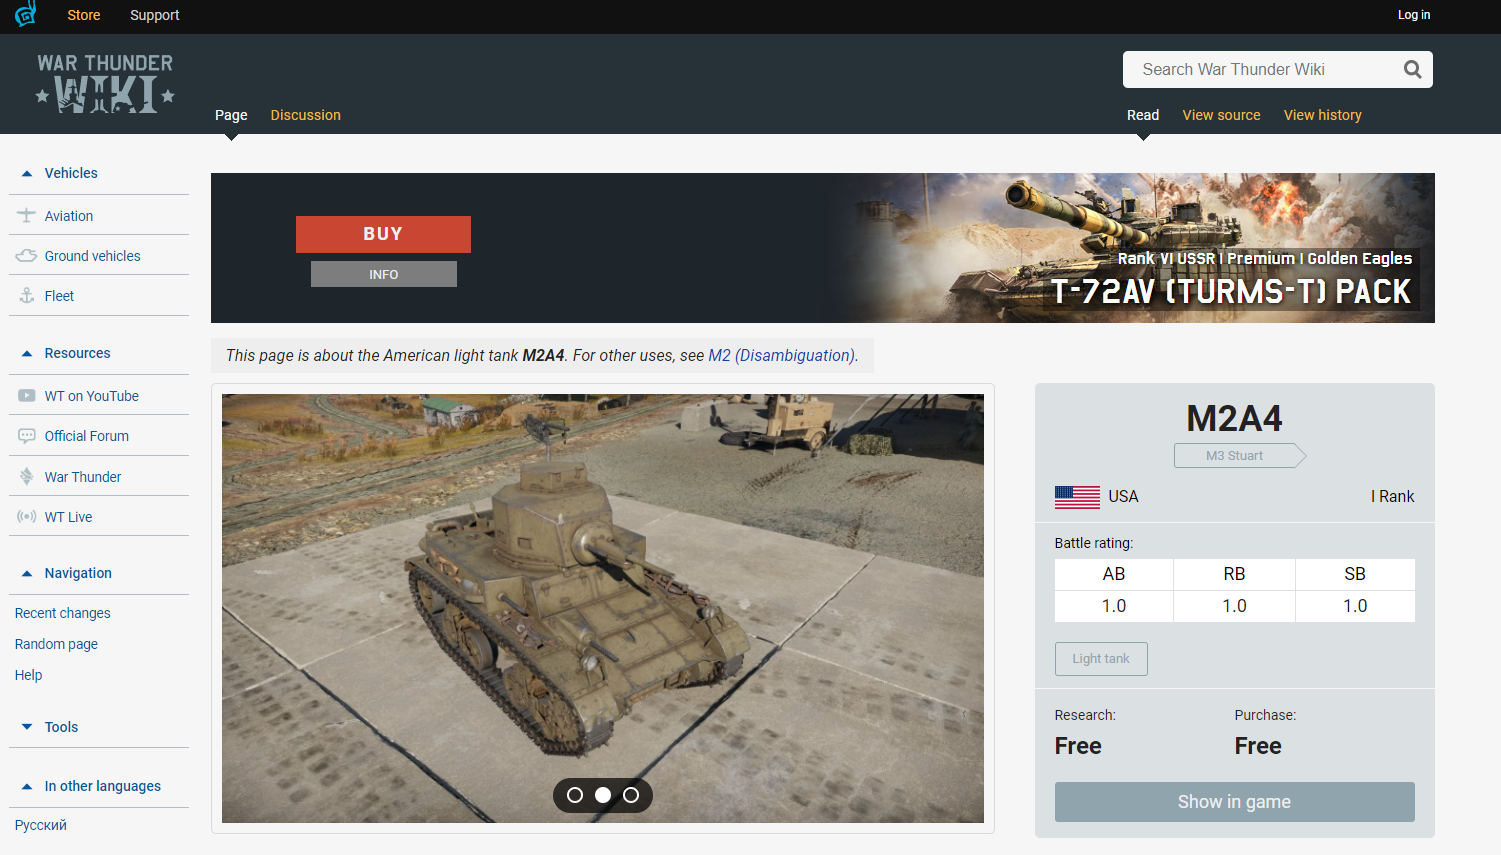 Store
Support
Log in
WAR THUNDER
WIKI
Search War Thunder Wiki
Page
Discussion
Read
View source
View history
Vehicles
Aviation
Ground vehicles
Fleet
Resources
WT on YouTube
Official Forum
War Thunder
WT Live
Navigation
Recent changes
Random page
Help
Tools
In other languages
Русский
BUY
INFO
Rank VI USSR | Premium | Golden Eagles
T-72AV (TURMS-T) PACK
This page is about the American light tank M2A4. For other uses, see M2 (Disambiguation).
M2A4
M3 Stuart
USA
I Rank
Battle rating:
AB RB SB
1.0 1.0 1.0
Light tank
Research: Purchase:
Free Free
Show in game